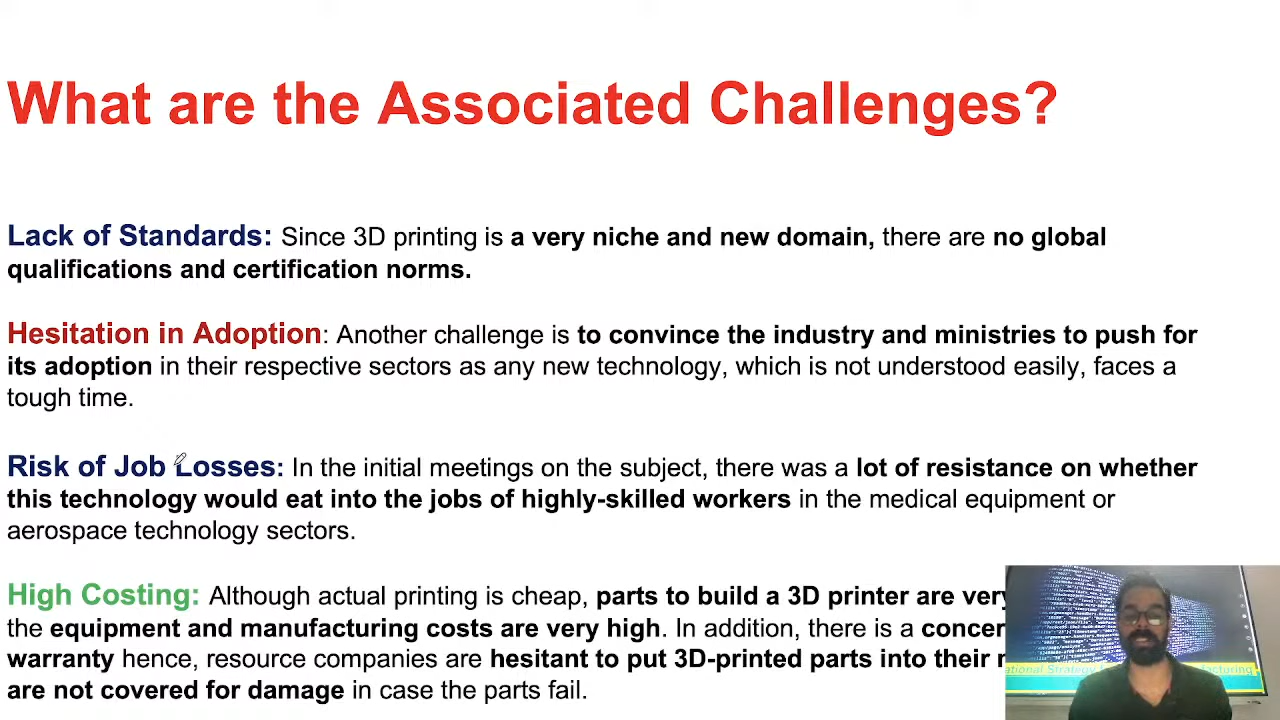 What are the Associated Challenges?
Lack of Standards: Since 3D printing is a very niche and new domain, there are no global
qualifications and certification norms.
Hesitation in Adoption: Another challenge is to convince the industry and ministries to push for
its adoption in their respective sectors as any new technology, which is not understood easily, faces a
tough time.
Risk of Job Losses: In the initial meetings on the subject, there was a lot of resistance on whether
this technology would eat into the jobs of highly-skilled workers in the medical equipment or
aerospace technology sectors.
High Costing: Although actual printing is cheap, parts to build a 3D printer are very
the equipment and manufacturing costs are very high. In addition, there is a
warranty hence, resource companies are hesitant to put 3D-printed parts into their
are not covered for damage in case the parts fail.
Strategy